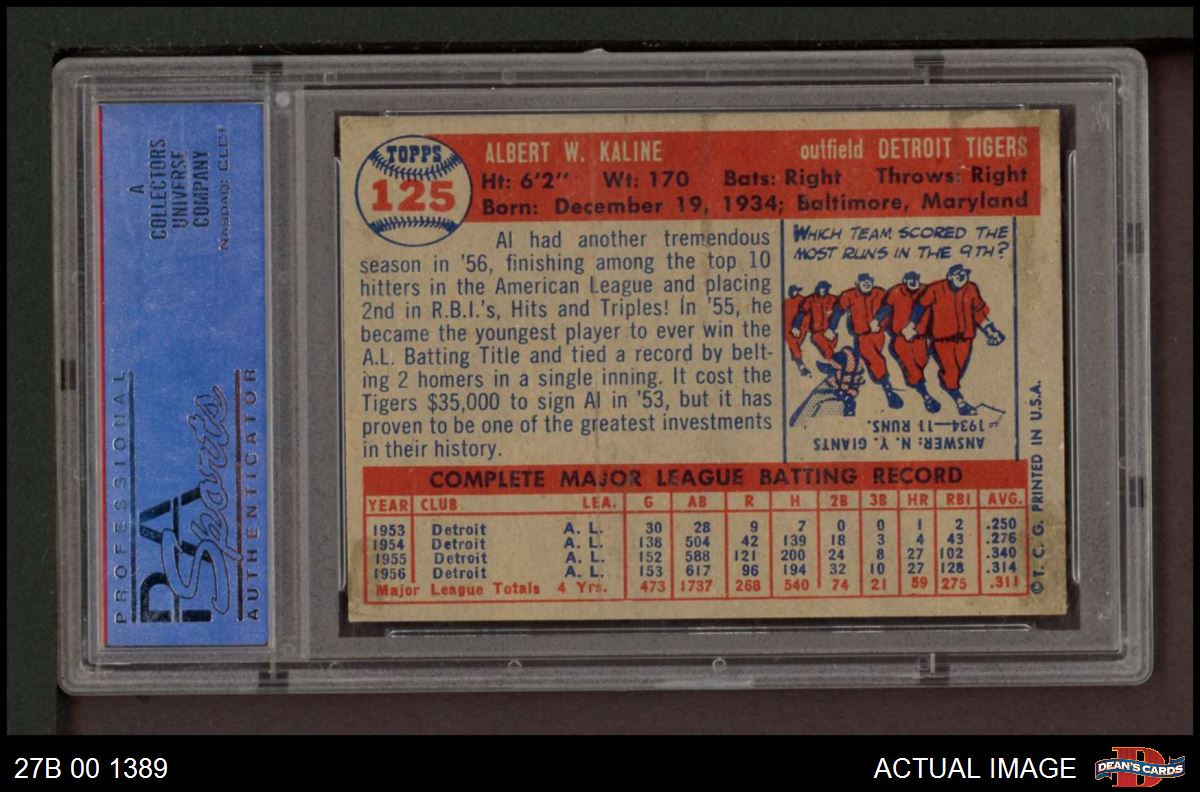 A
COLLECTORS
UNIVERSE
COMPANY
NASDAQ: CLCT
PROFESSIONAL
PSA
Sports
AUTHENTICATOR
TOPPS
125
ALBERT W. KALINE outfield DETROIT TIGERS
Ht: 6'2" Wt: 170 Bats: Right Throws: Right
Born: December 19, 1934; Baltimore, Maryland
Al had another tremendous
season in '56, finishing among the top 10
hitters in the American League and placing
2nd in R.B.I.'s, Hits and Triples! In '55, he
became the youngest player to ever win the
A.L. Batting Title and tied a record by belt-
ing 2 homers in a single inning. It cost the
Tigers $35,000 to sign Al in '53, but it has
proven to be one of the greatest investments
in their history.
WHICH TEAM SCORED THE
MOST RUNS IN THE 9TH?
ANSWER: N.Y. GIANTS
-1934-11 RUNS.
COMPLETE MAJOR LEAGUE BATTING RECORD
YEAR CLUB LEA. G AB R H 2B 3B HR RBI AVG.
1953 Detroit A. L. 30 28 9 7 0 0 1 2 .250
1954 Detroit A. L. 138 504 42 139 18 3 4 43 .276
1955 Detroit A. L. 152 588 121 200 24 8 27 102 .340
1956 Detroit A. L. 153 617 96 194 32 10 27 128 .314
Major League Totals 4 Yrs. 473 1737 268 540 74 21 59 275 .311
© T. C. G. PRINTED IN U.S.A.
27B 00 1389
ACTUAL IMAGE
DEAN'S CARDS